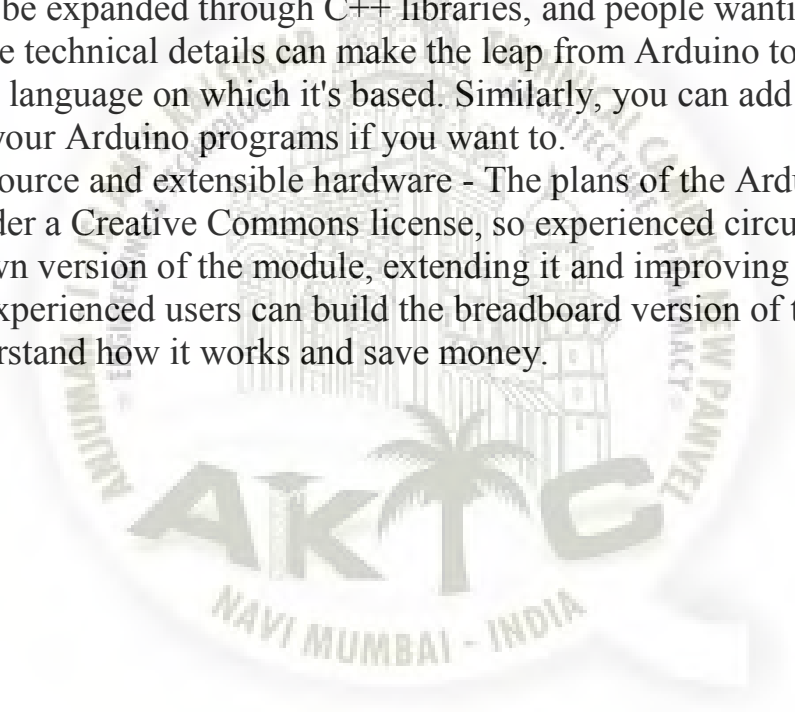 be expanded through C++ libraries, and people wanti
e technical details can make the leap from Arduino to
language on which it's based. Similarly, you can add
your Arduino programs if you want to.
ource and extensible hardware - The plans of the Ardu
der a Creative Commons license, so experienced circu
wn version of the module, extending it and improving
xperienced users can build the breadboard version of t
erstand how it works and save money.
AKTC
NAVI MUMBAI - INDIA